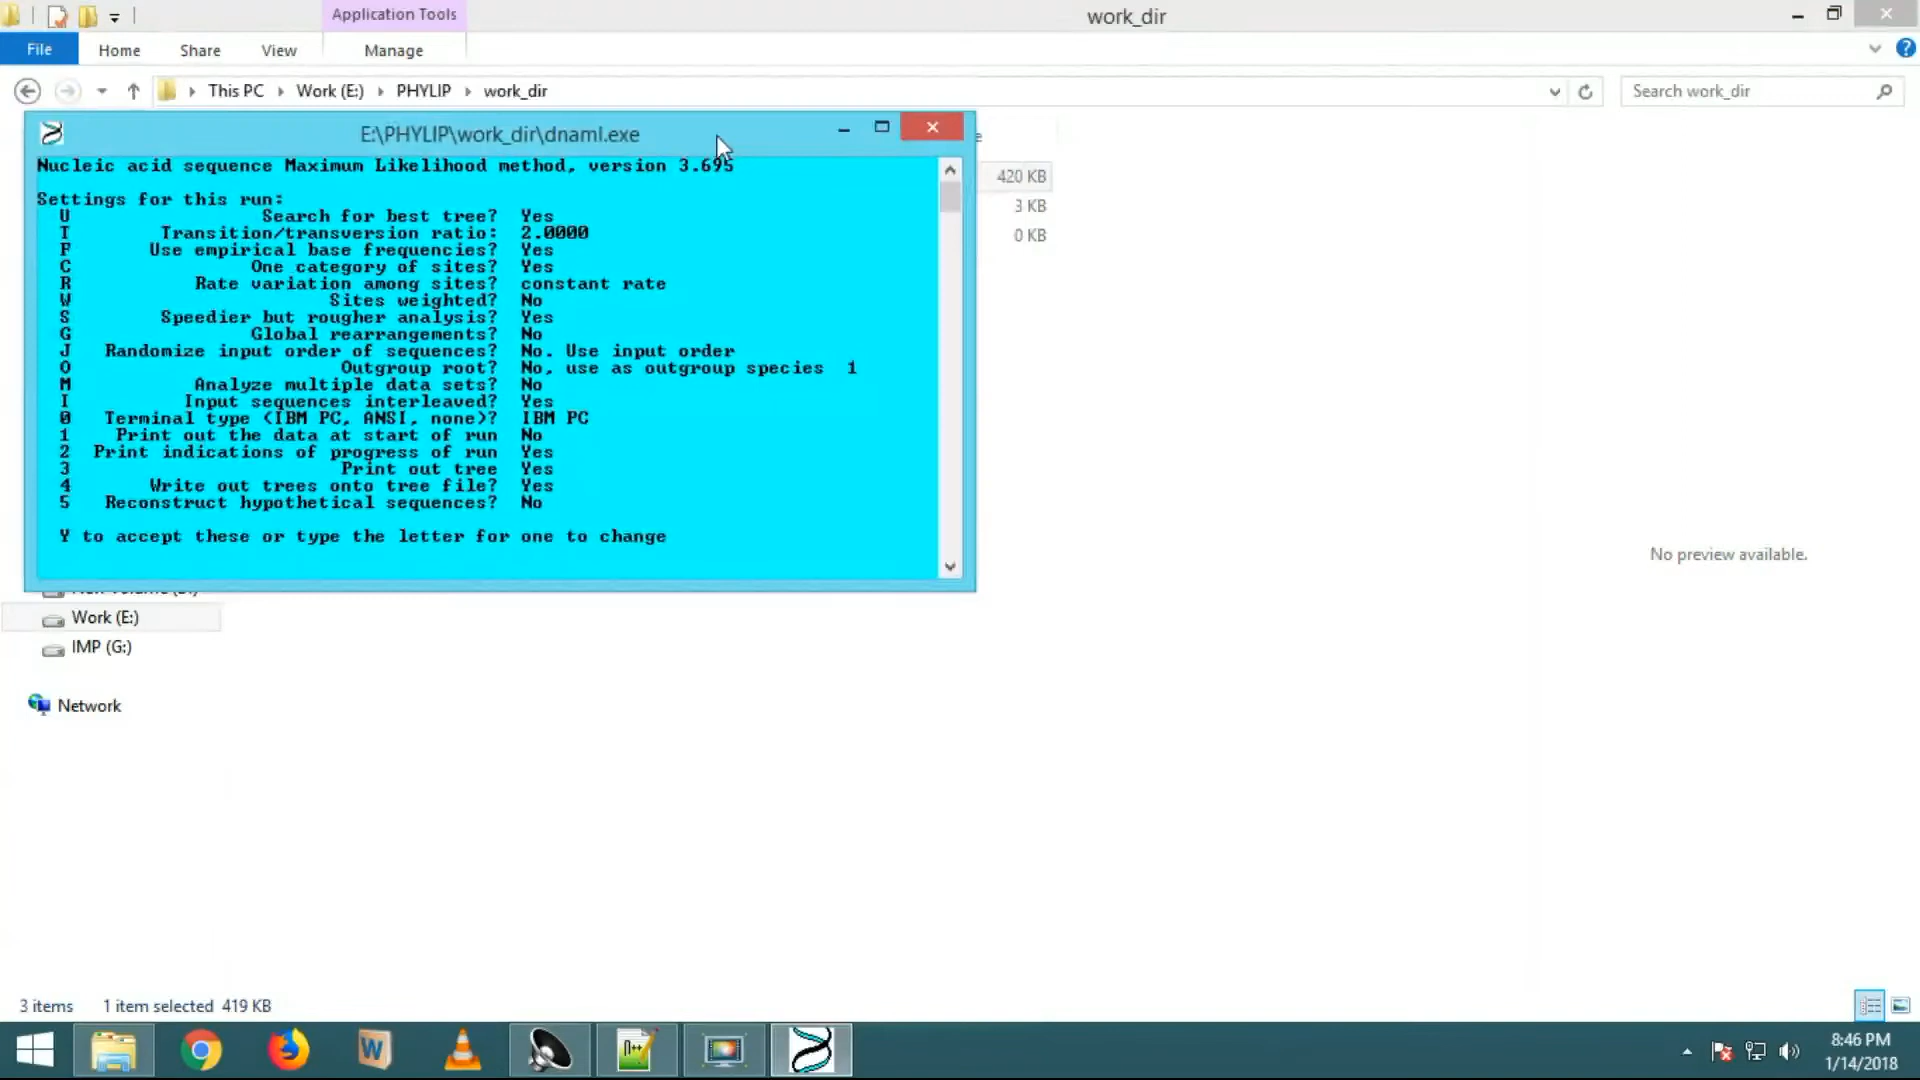 Application Tools
work_dir
File Home Share View Manage
This PC Work (E:) PHYLIP work_dir
Search work_dir
E:\PHYLIP\work_dir\dnaml.exe
Nucleic acid sequence Maximum Likelihood method, version 3.695
Settings for this run:
U Search for best tree? Yes
T Transition/transversion ratio: 2.0000
F Use empirical base frequencies? Yes
C One category of sites? Yes
R Rate variation among sites? constant rate
W Sites weighted? No
S Speedier but rougher analysis? Yes
G Global rearrangements? No
J Randomize input order of sequences? No. Use input order
O Outgroup root? No, use as outgroup species 1
M Analyze multiple data sets? No
I Input sequences interleaved? Yes
0 Terminal type (IBM PC, ANSI, none)? IBM PC
1 Print out the data at start of run No
2 Print indications of progress of run Yes
3 Print out tree Yes
4 Write out trees onto tree file? Yes
5 Reconstruct hypothetical sequences? No
Y to accept these or type the letter for one to change
420 KB
3 KB
0 KB
No preview available.
Work (E:)
IMP (G:)
Network
3 items 1 item selected 419 KB
8:46 PM
1/14/2018